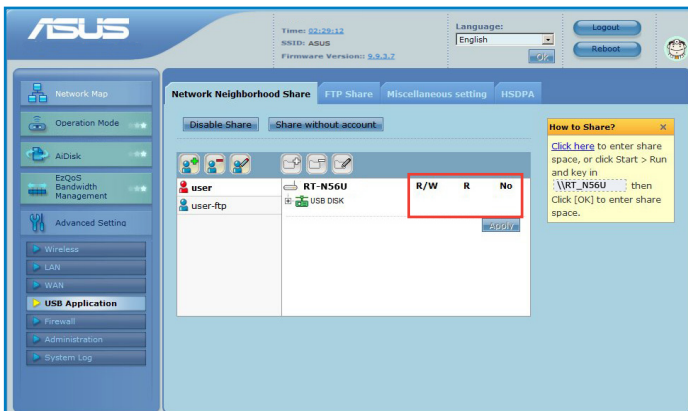 ASUS
Time: 02:29:12
SSID: ASUS
Firmware Version:: 9.9.3.7
Language:
English
OK
Logout
Reboot
Network Map
Operation Mode
AiDisk
EzQoS
Bandwidth
Management
Advanced Setting
Wireless
LAN
WAN
USB Application
Firewall
Administration
System Log
Network Neighborhood Share FTP Share Miscellaneous setting HSDPA
Disable Share Share without account
user
user-ftp
RT-N56U R/W R No
USB DISK
Apply
How to Share? ×
Click here to enter share
space, or click Start > Run
and key in
\\RT_N56U then
Click [OK] to enter share
space.